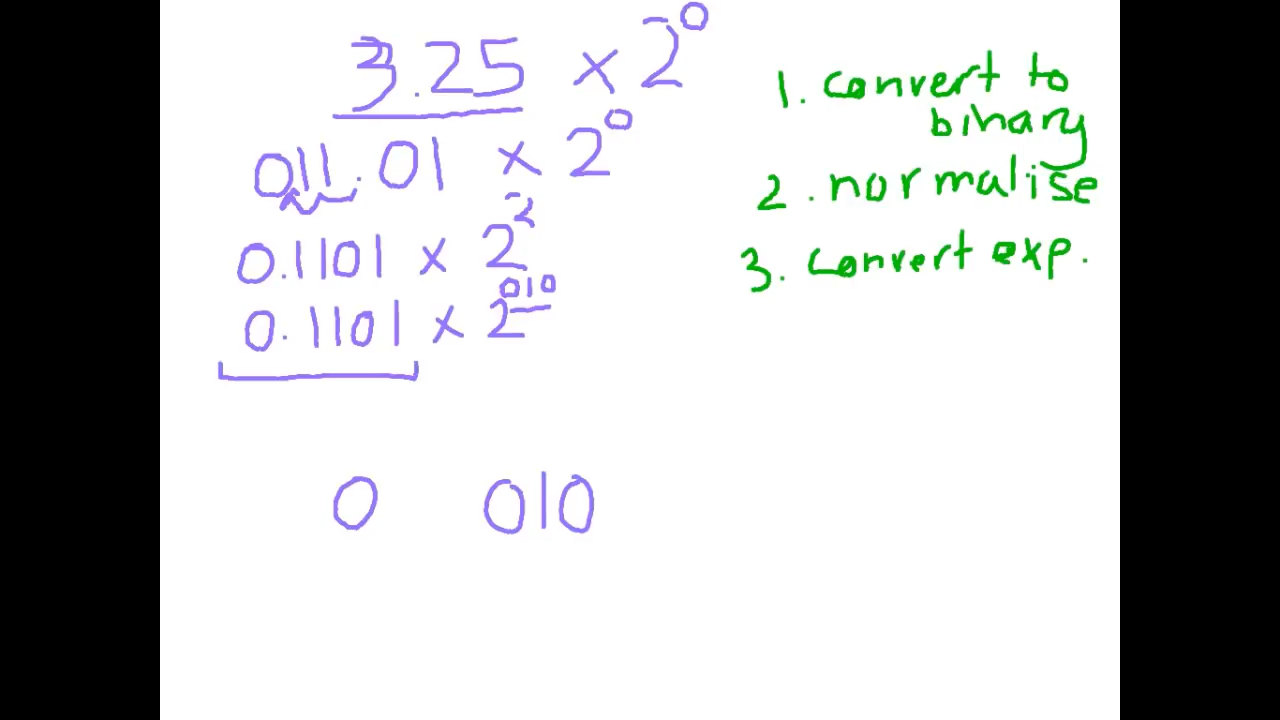 3.25 × 2⁰
011.01 × 2⁰
0.1101 × 2²
0.1101 × 2⁰¹⁰
0 010
1. convert to
binary
2. normalise
3. convert exp.